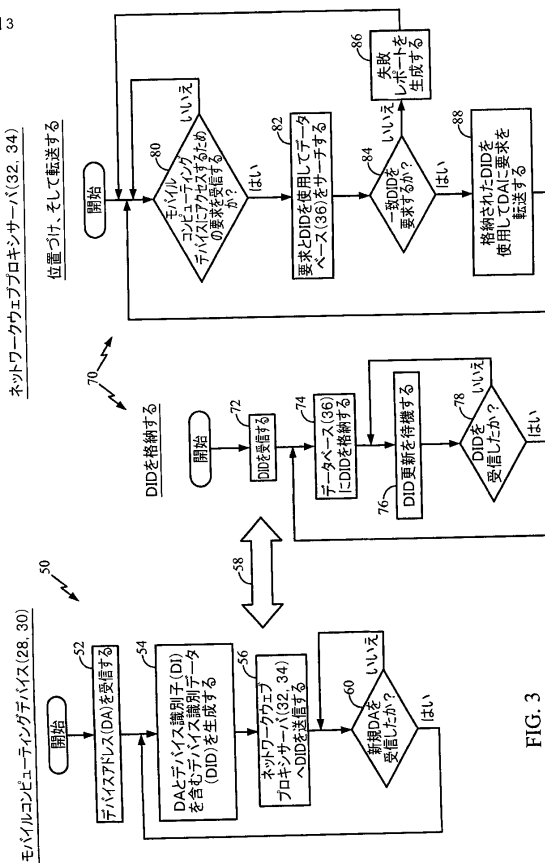 3
モバイルコンピューティングデバイス(28、30)
50
開始
52
デバイスアドレス(DA)を受信する
54
DAとデバイス識別子(DI)
を含むデバイス識別データ
(DID)を生成する
56
ネットワークウェブ
プロキシサーバ(32、34)
へDIDを送信する
60
新規DAを
受信したか?
いいえ
はい
58
ネットワークウェブプロキシサーバ(32、34)
70
DIDを格納する
開始
72
DIDを受信する
74
データベース(36)
にDIDを格納する
76
DID更新を待機する
78
DIDを
受信したか?
いいえ
はい
位置づけ、そして転送する
開始
80
モバイル
コンピューティング
デバイスにアクセスするため
の要求を受信する
か?
いいえ
はい
82
要求とDIDを使用してデータ
ベース(36)をサーチする
84
一致DIDを
要求するか?
いいえ
はい
86
失敗
レポートを
生成する
88
格納されたDIDを
使用してDAに要求を
転送する
FIG. 3